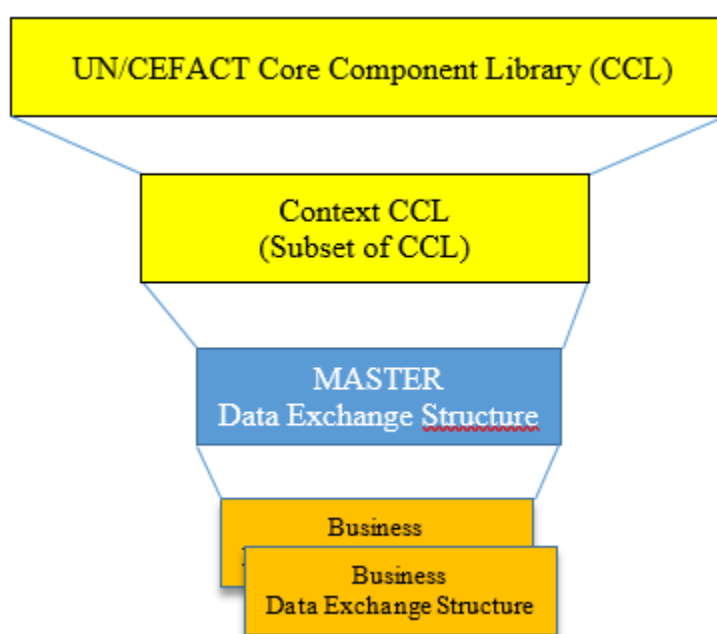 UN/CEFACT Core Component Library (CCL)
Context CCL
(Subset of CCL)
MASTER
Data Exchange Structure
Business
Business
Data Exchange Structure